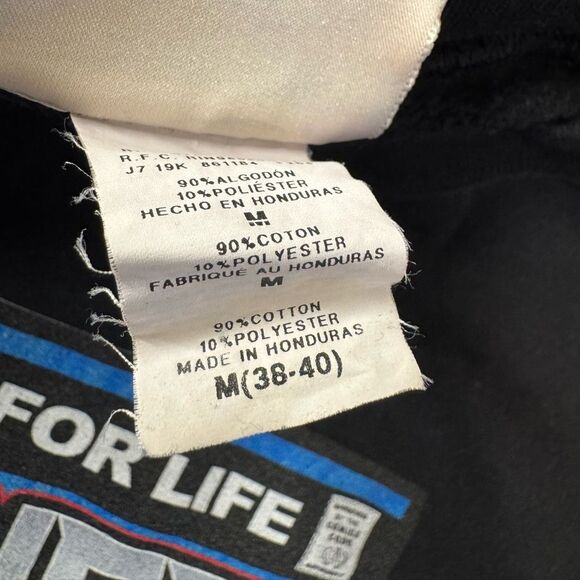 R.F.C.
J7 19K 861184
90%ALGODÓN
10%POLIÉSTER
HECHO EN HONDURAS
M
90%COTON
10%POLYESTER
FABRIQUÉ AU HONDURAS
M
90%COTTON
10%POLYESTER
MADE IN HONDURAS
M(38-40)
FOR LIFE